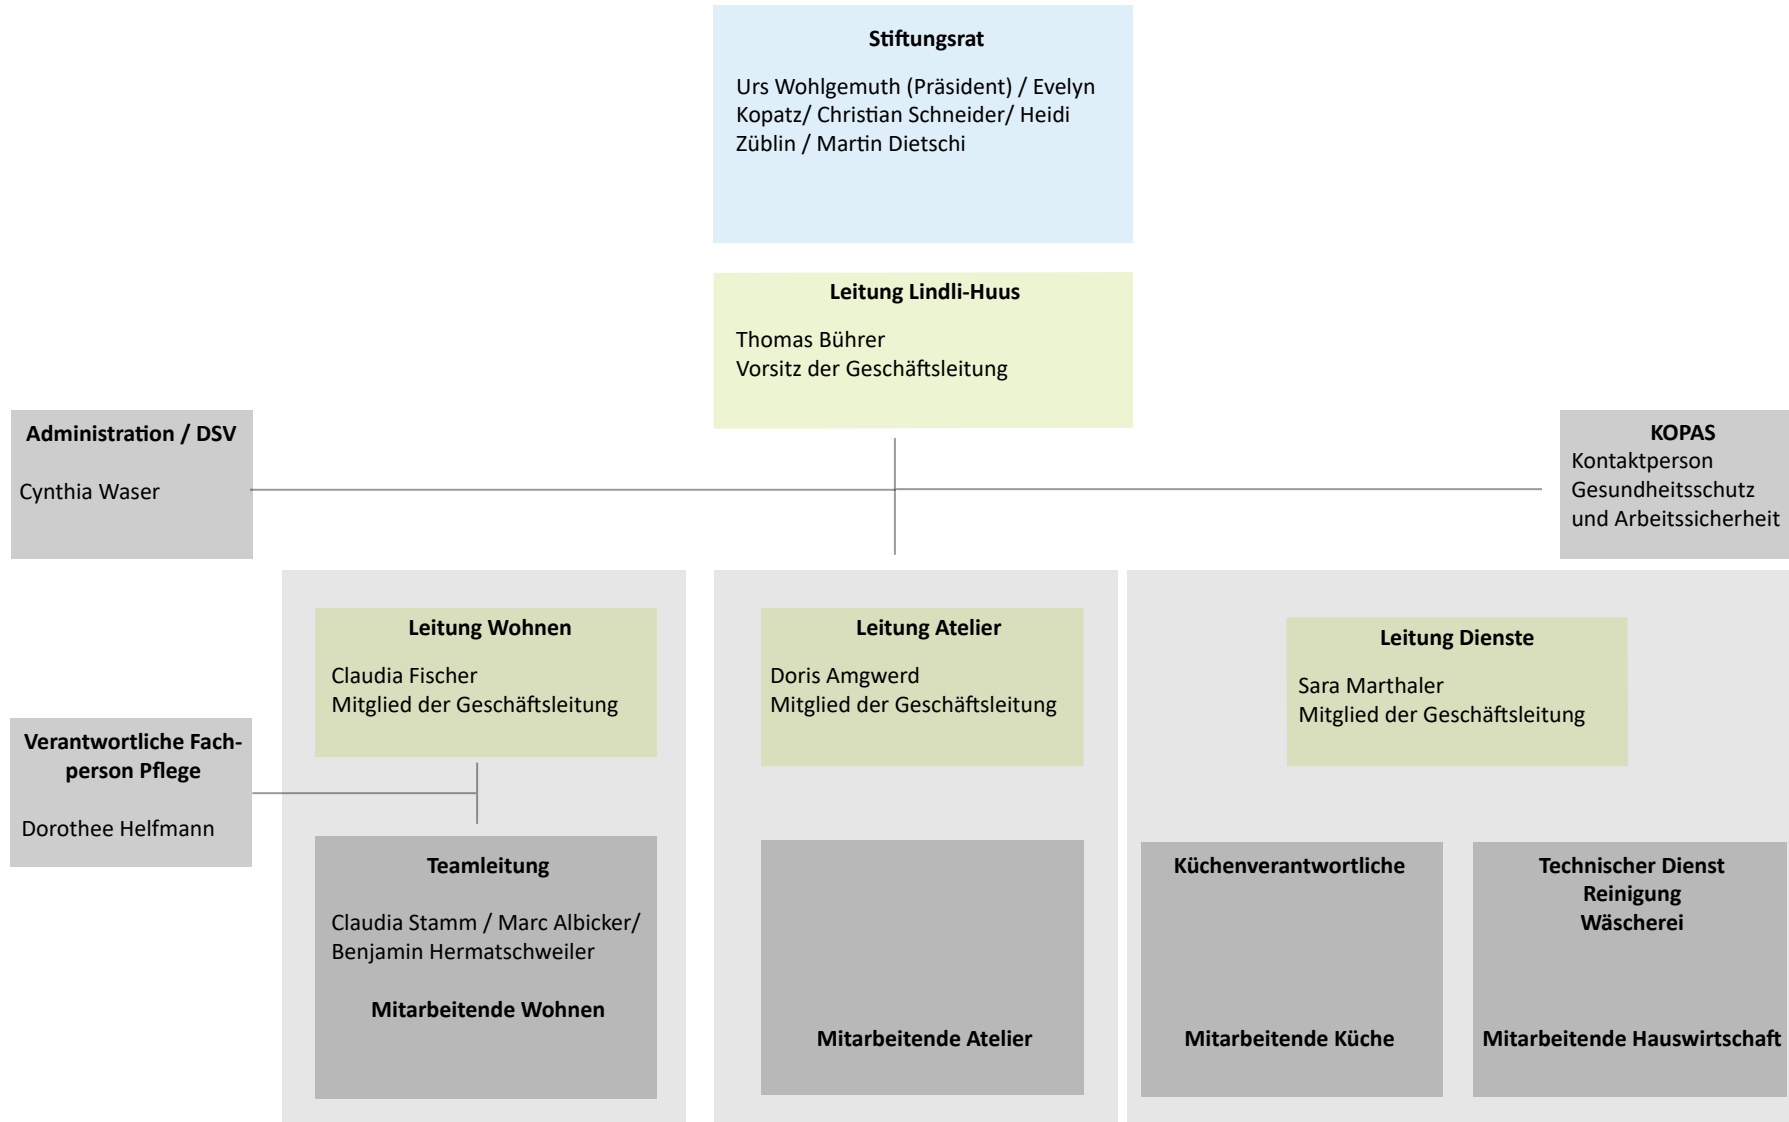 Stiftungsrat
Urs Wohlgemuth (Präsident) / Evelyn
Kopatz/ Christian Schneider/ Heidi
Züblin / Martin Dietschi
Leitung Lindli-Huus
Thomas Bührer
Vorsitz der Geschäftsleitung
Administration / DSV
Cynthia Waser
KOPAS
Kontaktperson
Gesundheitsschutz
und Arbeitssicherheit
Leitung Wohnen
Claudia Fischer
Mitglied der Geschäftsleitung
Leitung Atelier
Doris Amgwerd
Mitglied der Geschäftsleitung
Leitung Dienste
Sara Marthaler
Mitglied der Geschäftsleitung
Verantwortliche Fach-
person Pflege
Dorothee Helfmann
Teamleitung
Claudia Stamm / Marc Albicker/
Benjamin Hermatschweiler
Mitarbeitende Wohnen
Mitarbeitende Atelier
Küchenverantwortliche
Mitarbeitende Küche
Technischer Dienst
Reinigung
Wäscherei
Mitarbeitende Hauswirtschaft